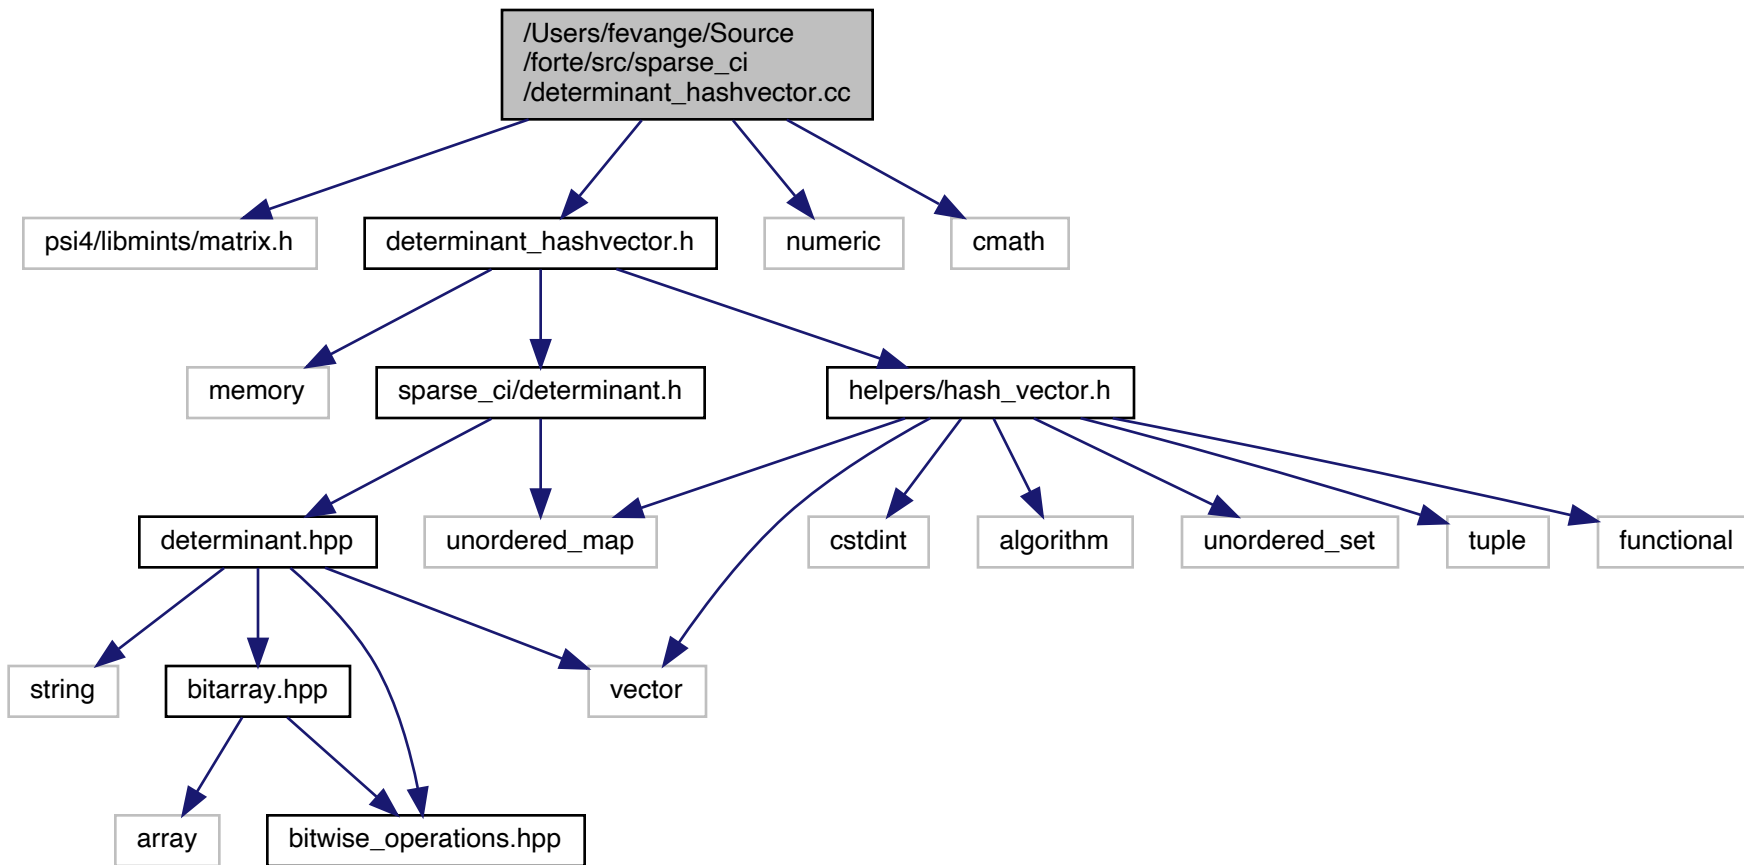 /Users/fevange/Source
/forte/src/sparse_ci
/determinant_hashvector.cc
psi4/libmints/matrix.h
determinant_hashvector.h
numeric
cmath
memory
sparse_ci/determinant.h
helpers/hash_vector.h
determinant.hpp
unordered_map
cstdint
algorithm
unordered_set
tuple
functional
string
bitarray.hpp
vector
array
bitwise_operations.hpp